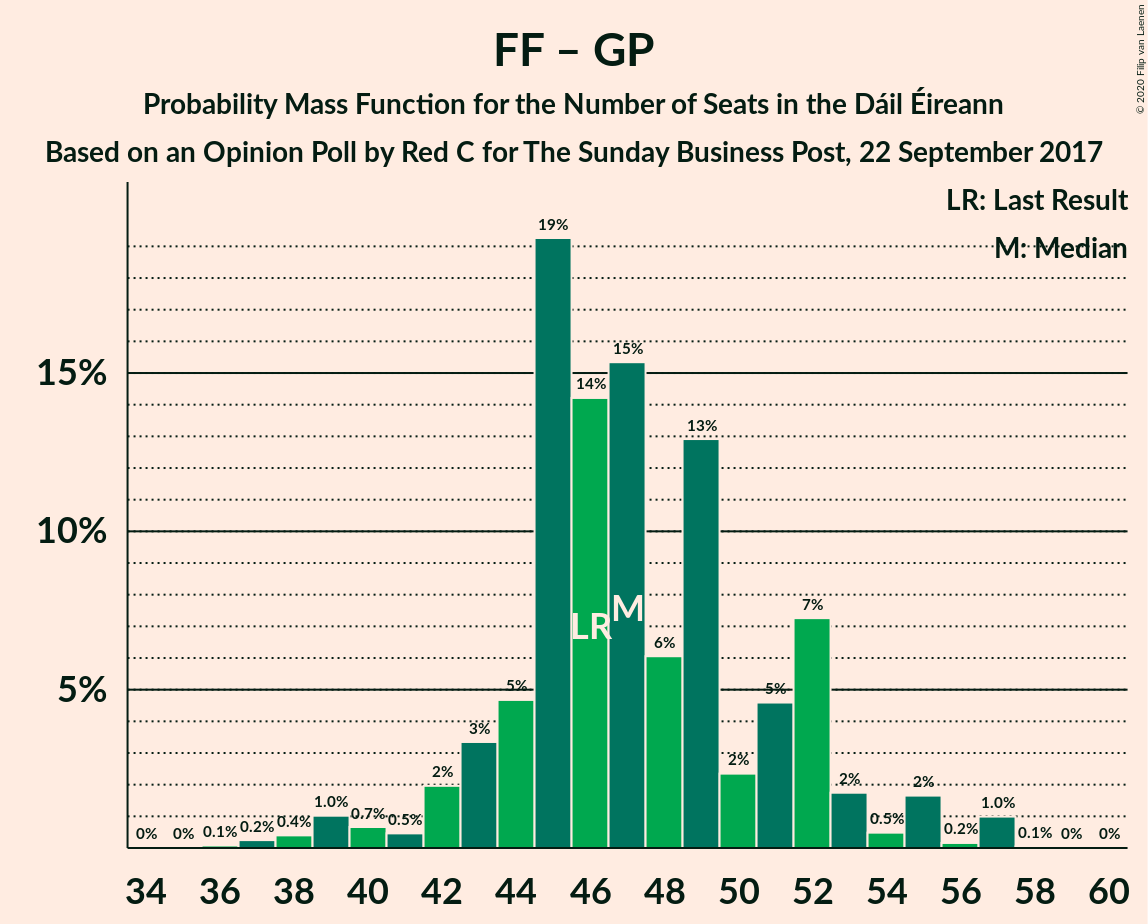 FF – GP
Probability Mass Function for the Number of Seats in the Dáil Éireann
Based on an Opinion Poll by Red C for The Sunday Business Post, 22 September 2017
© 2020 Filip van Laenen
LR: Last Result
M: Median
15%
10%
5%
0% 0% 0.1% 0.2% 0.4% 1.0% 0.7% 0.5% 2% 3% 5% 19% 14% 15% 6% 13% 2% 5% 7% 2% 0.5% 2% 0.2% 1.0% 0.1% 0% 0%
LR M
34 36 38 40 42 44 46 48 50 52 54 56 58 60